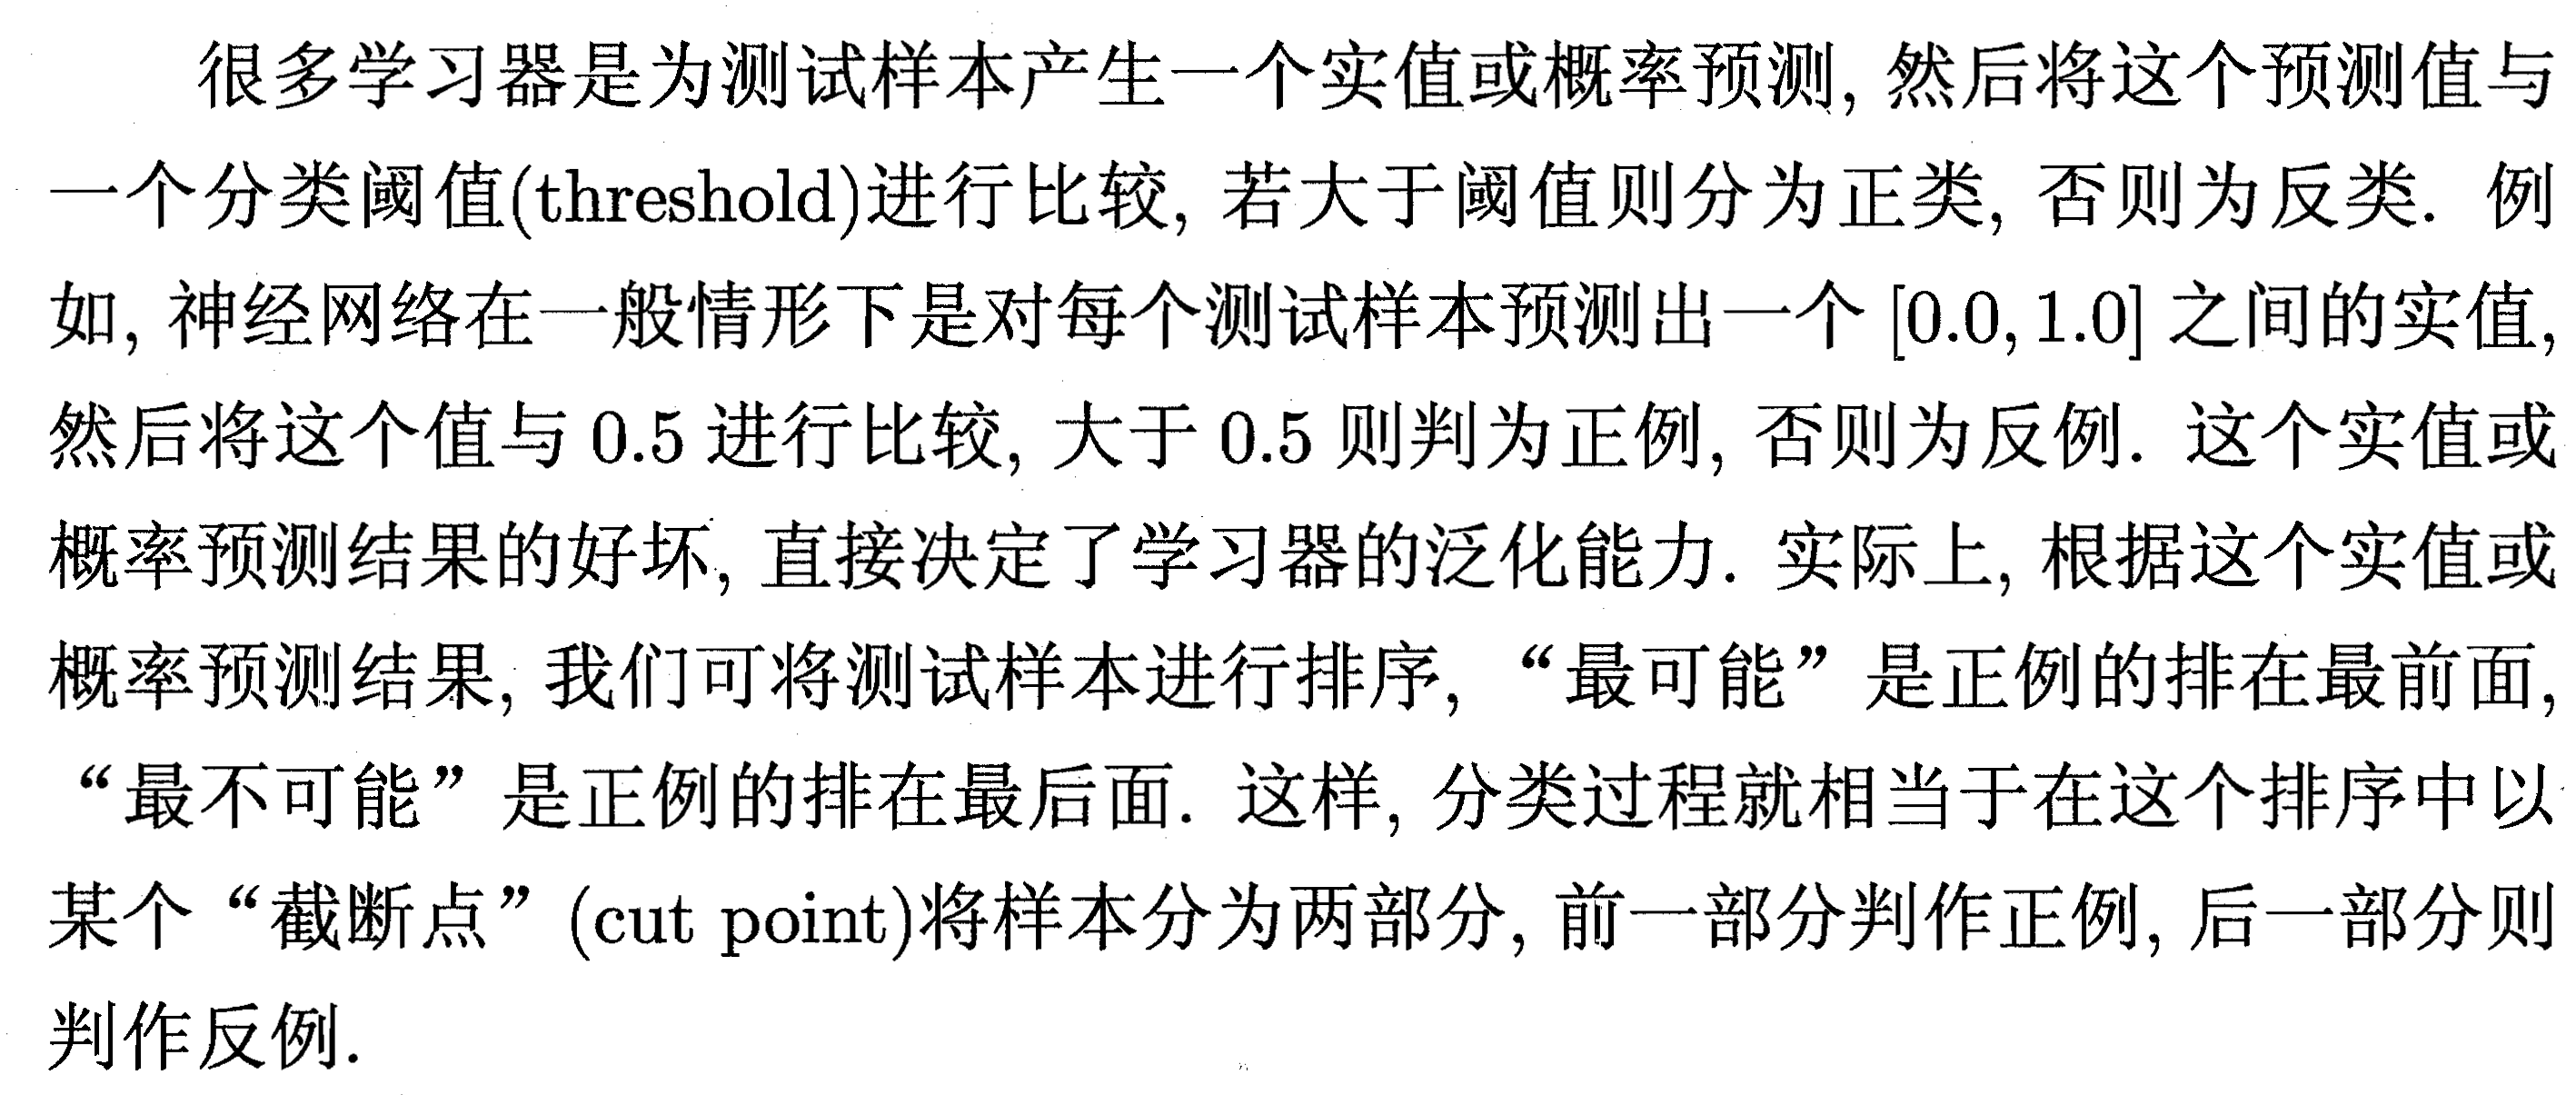 很多学习器是为测试样本产生一个实值或概率预测, 然后将这个预测值与
一个分类阈值(threshold)进行比较, 若大于阈值则分为正类, 否则为反类. 例
如, 神经网络在一般情形下是对每个测试样本预测出一个 [0.0, 1.0] 之间的实值,
然后将这个值与 0.5 进行比较, 大于 0.5 则判为正例, 否则为反例. 这个实值或
概率预测结果的好坏, 直接决定了学习器的泛化能力. 实际上, 根据这个实值或
概率预测结果, 我们可将测试样本进行排序, “最可能” 是正例的排在最前面,
“最不可能” 是正例的排在最后面. 这样, 分类过程就相当于在这个排序中以
某个 “截断点” (cut point)将样本分为两部分, 前一部分判作正例, 后一部分则
判作反例.